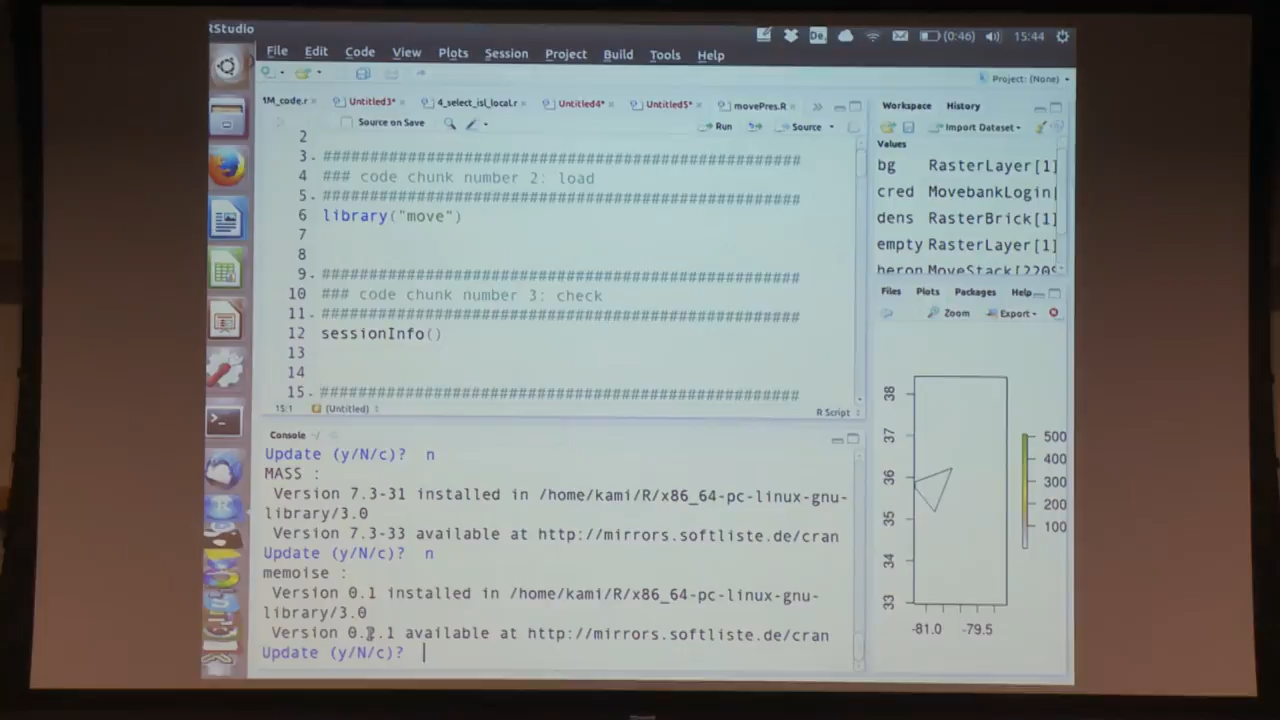 RStudio
De. (0:46) 15:44
File Edit Code View Plots Session Project Build Tools Help
Project: (None)
1M_code.r Untitled3* 4_select_isl_local.r Untitled4* Untitled5* movePres.R
Source on Save Run Source
2
3 ###################################################
4 ### code chunk number 2: load
5 ###################################################
6 library("move")
7
8
9 ###################################################
10 ### code chunk number 3: check
11 ###################################################
12 sessionInfo()
13
14
15 ###################################################
15:1 (Untitled) R Script
Console ~/
Update (y/N/c)? n
MASS :
Version 7.3-31 installed in /home/kami/R/x86_64-pc-linux-gnu-
library/3.0
Version 7.3-33 available at http://mirrors.softliste.de/cran
Update (y/N/c)? n
memoise :
Version 0.1 installed in /home/kami/R/x86_64-pc-linux-gnu-
library/3.0
Version 0.2.1 available at http://mirrors.softliste.de/cran
Update (y/N/c)?
Workspace History
Import Dataset
Values
bg RasterLayer[1]
cred MovebankLogin
dens RasterBrick[1]
empty RasterLayer[1]
heron MoveStack[2209
Files Plots Packages Help
Zoom Export
38
37
36
35
34
33
-81.0 -79.5
500
400
300
200
100